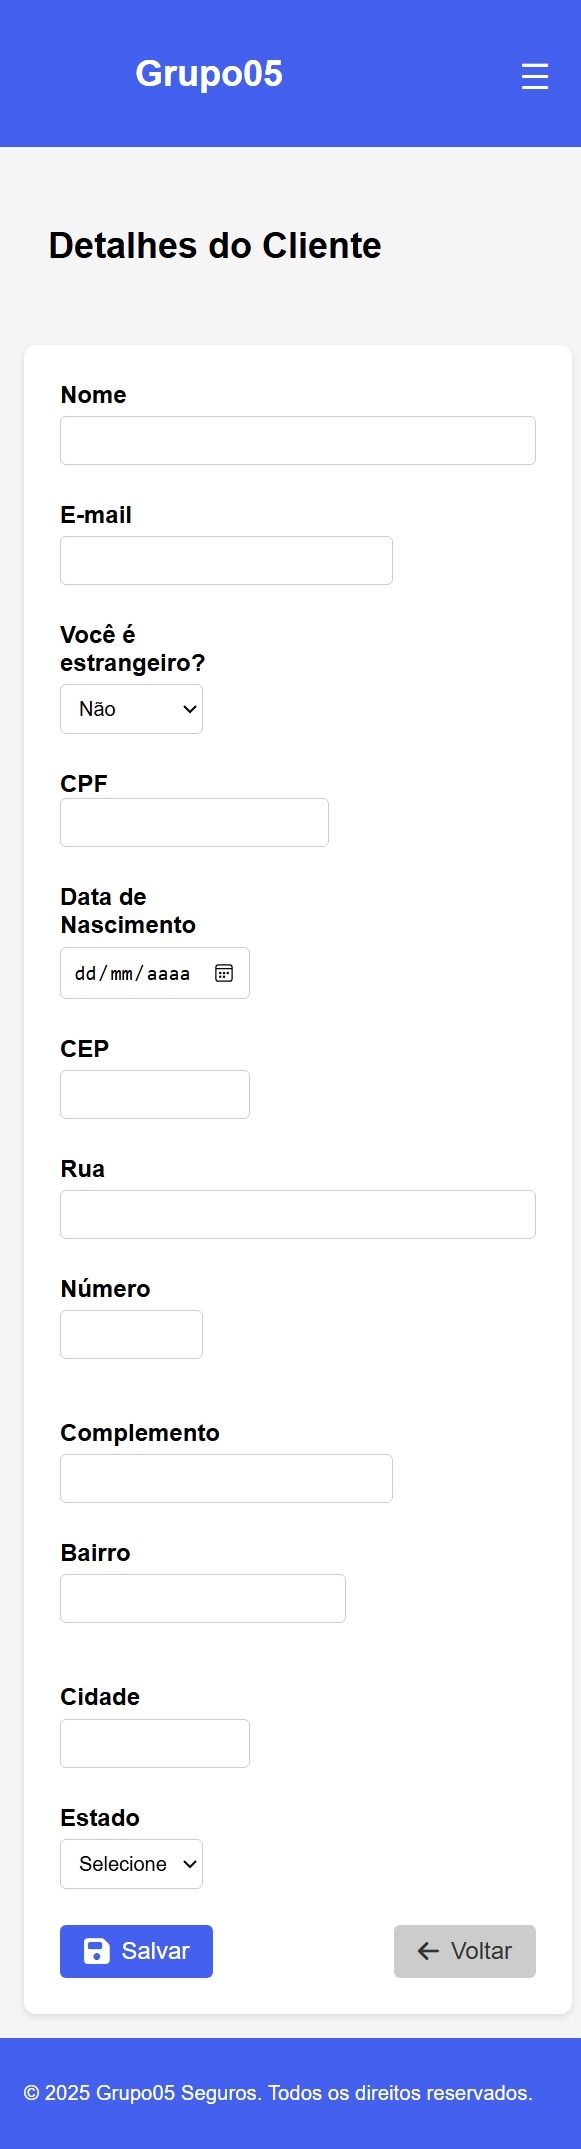 Grupo05
Detalhes do Cliente
Nome
E-mail
Você é
estrangeiro?
Não
CPF
Data de
Nascimento
dd/mm/aaaa
CEP
Rua
Número
Complemento
Bairro
Cidade
Estado
Selecione
Salvar
Voltar
© 2025 Grupo05 Seguros. Todos os direitos reservados.